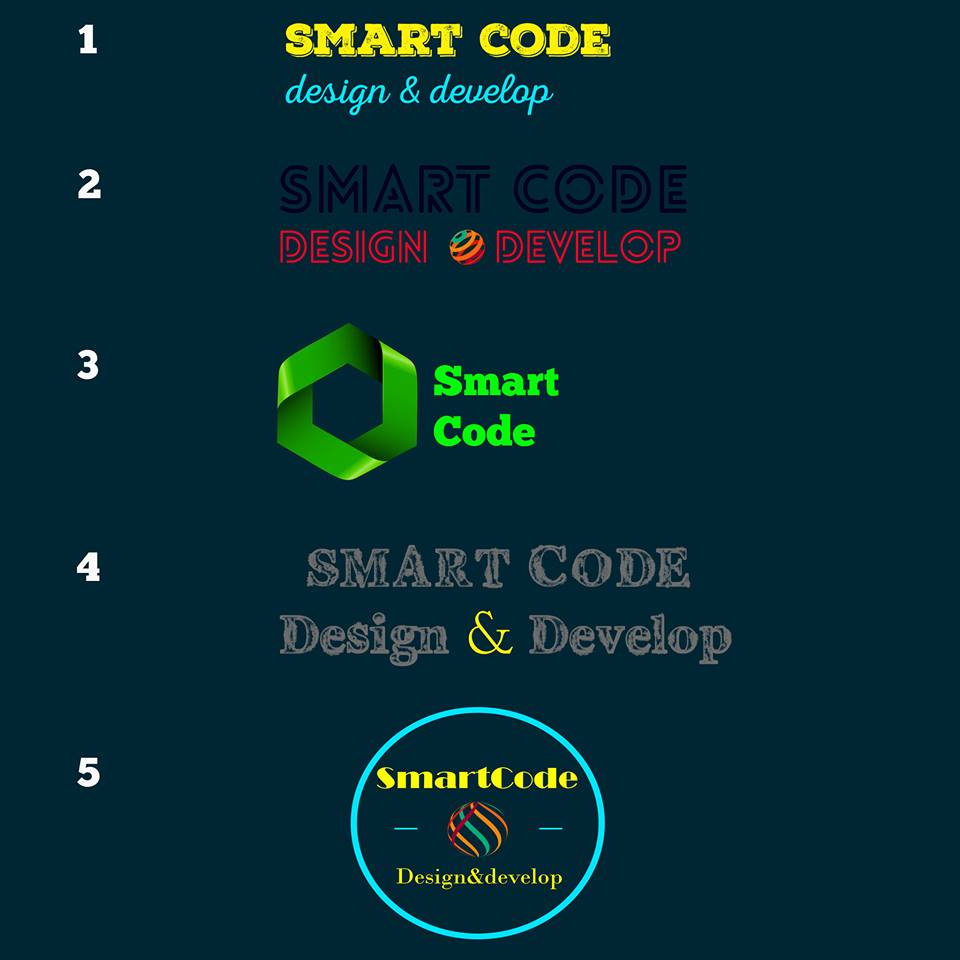 1
SMART CODE
design & develop
2
SMART CODE
DESIGN DEVELOP
3
Smart
Code
4
SMART CODE
Design & Develop
5
SmartCode
Design&develop